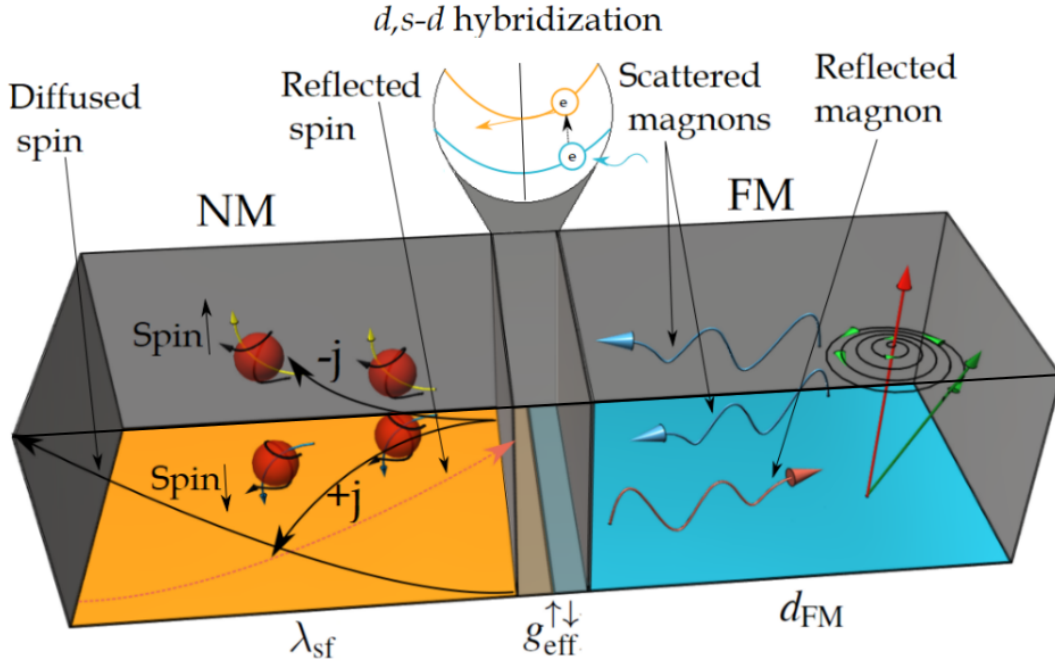 d,s-d hybridization
Diffused
spin
Reflected
spin
Scattered
magnons
Reflected
magnon
e
e
NM
FM
Spin
-j
Spin
+j
λsf
g↑↓eff
dFM